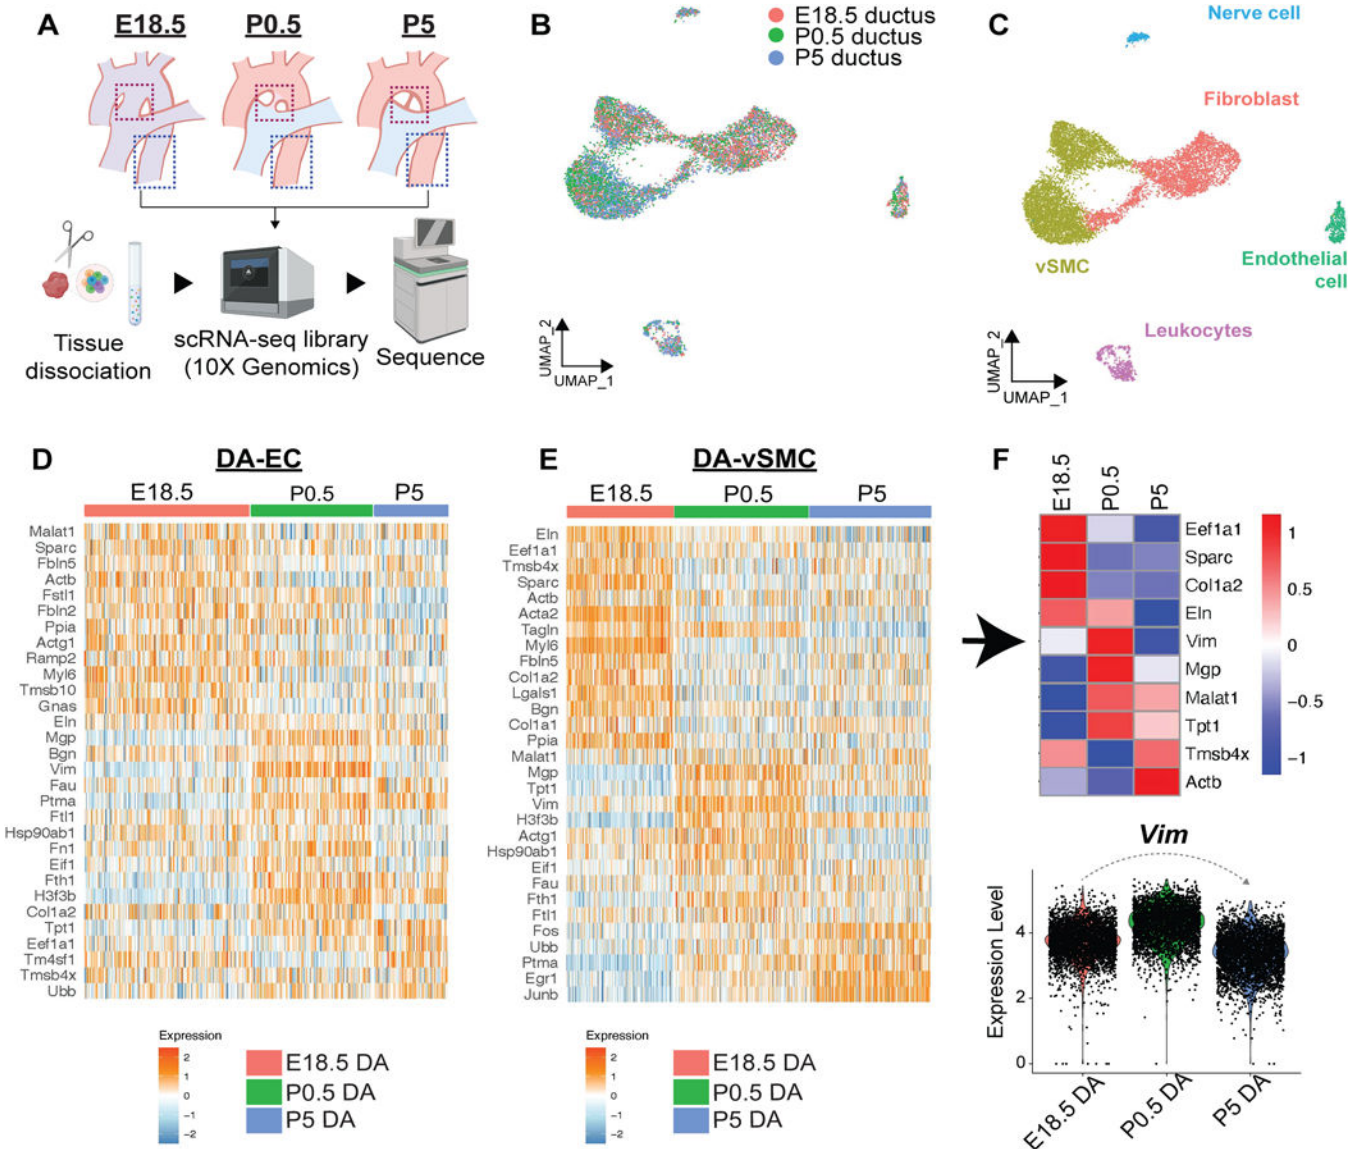 A
E18.5 P0.5 P5
Tissue
dissociation
scRNA-seq library
(10X Genomics)
Sequence
B
E18.5 ductus
P0.5 ductus
P5 ductus
UMAP_2
UMAP_1
C
Nerve cell
Fibroblast
vSMC
Endothelial
cell
Leukocytes
UMAP_2
UMAP_1
D
DA-EC
E18.5 P0.5 P5
Malat1
Sparc
Fbln5
Actb
Fstl1
Fbln2
Ppia
Actg1
Ramp2
Myl6
Tmsb10
Gnas
Eln
Mgp
Bgn
Vim
Fau
Ptma
Ftl1
Hsp90ab1
Fn1
Eif1
Fth1
H3f3b
Col1a2
Tpt1
Eef1a1
Tm4sf1
Tmsb4x
Ubb
Expression
2
1
0
−1
−2
E18.5 DA
P0.5 DA
P5 DA
E
DA-vSMC
E18.5 P0.5 P5
Eln
Eef1a1
Tmsb4x
Sparc
Actb
Acta2
Tagln
Myl6
Fbln5
Col1a2
Lgals1
Bgn
Col1a1
Ppia
Malat1
Mgp
Tpt1
Vim
H3f3b
Actg1
Hsp90ab1
Eif1
Fau
Fth1
Ftl1
Fos
Ubb
Ptma
Egr1
Junb
Expression
2
1
0
−1
−2
E18.5 DA
P0.5 DA
P5 DA
F
E18.5 P0.5 P5
Eef1a1
Sparc
Col1a2
Eln
Vim
Mgp
Malat1
Tpt1
Tmsb4x
Actb
1
0.5
0
−0.5
−1
Vim
Expression Level
4
2
0
E18.5 DA P0.5 DA P5 DA